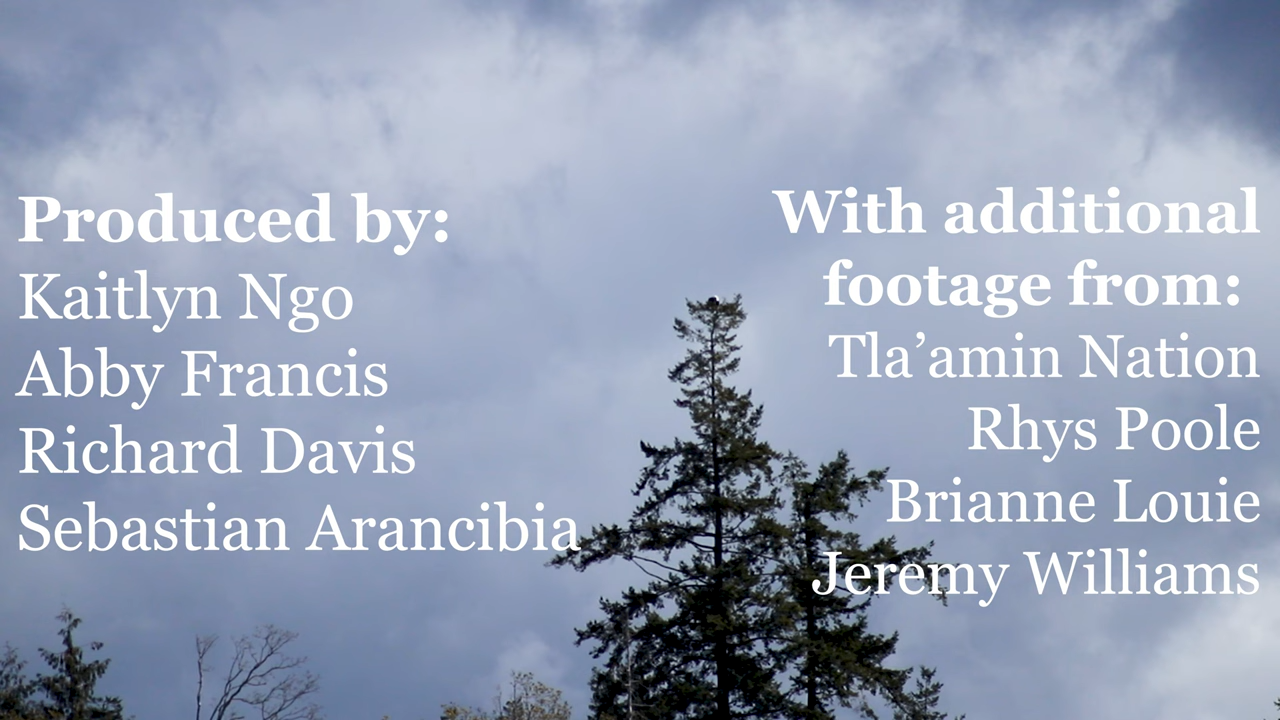 Produced by:
Kaitlyn Ngo
Abby Francis
Richard Davis
Sebastian Arancibia
With additional
footage from:
Tla’amin Nation
Rhys Poole
Brianne Louie
Jeremy Williams